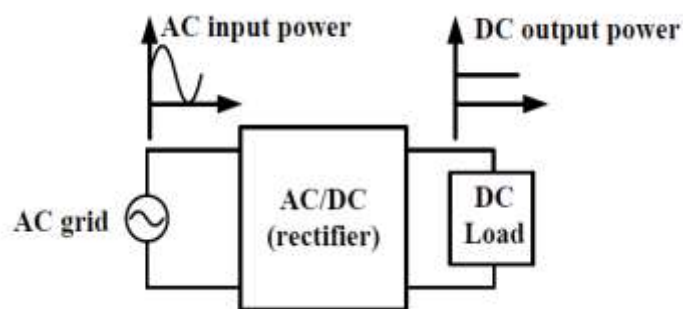 AC input power
DC output power
AC grid
AC/DC
(rectifier)
DC
Load